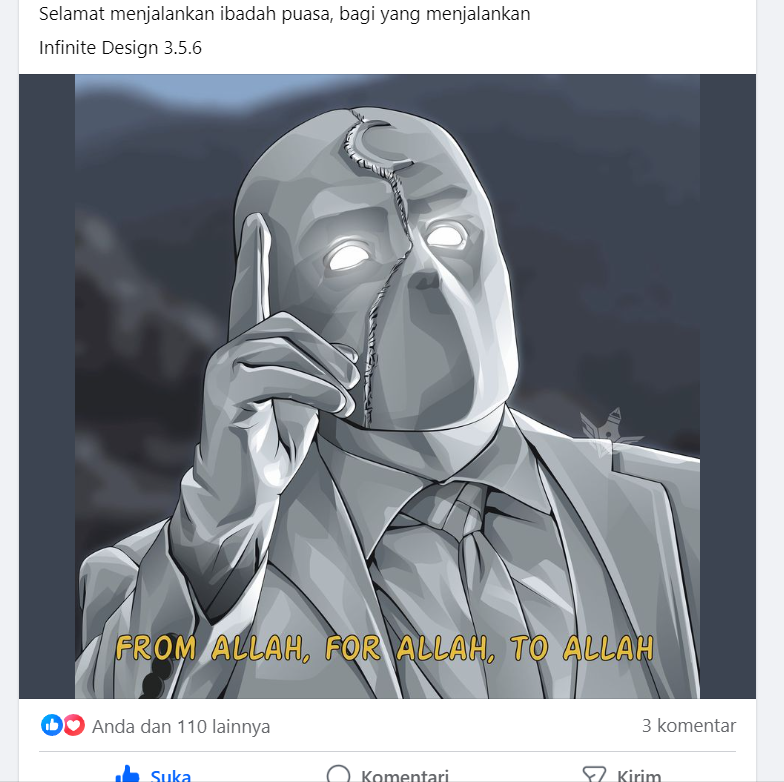 Selamat menjalankan ibadah puasa, bagi yang menjalankan
Infinite Design 3.5.6
FROM ALLAH, FOR ALLAH, TO ALLAH
Anda dan 110 lainnya
3 komentar
Suka
Komentari
Kirim